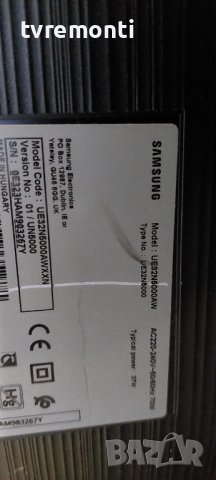 tvremonti
SAMSUNG
Model : UE32N5000AW
Type No. : UE32N5000
AC220-240V~50/60Hz 70W
Typical power : 37W
Samsung Electronics
PO Box 12987, Dublin. IE or
Yateley, GU46 6GG. UK
Model Code : UE32N5000AWXXN
Version No. : 01 / UN5000
S/N : 9E323HAM983267Y
MADE IN HUNGARY
AM983267Y
BAZAR